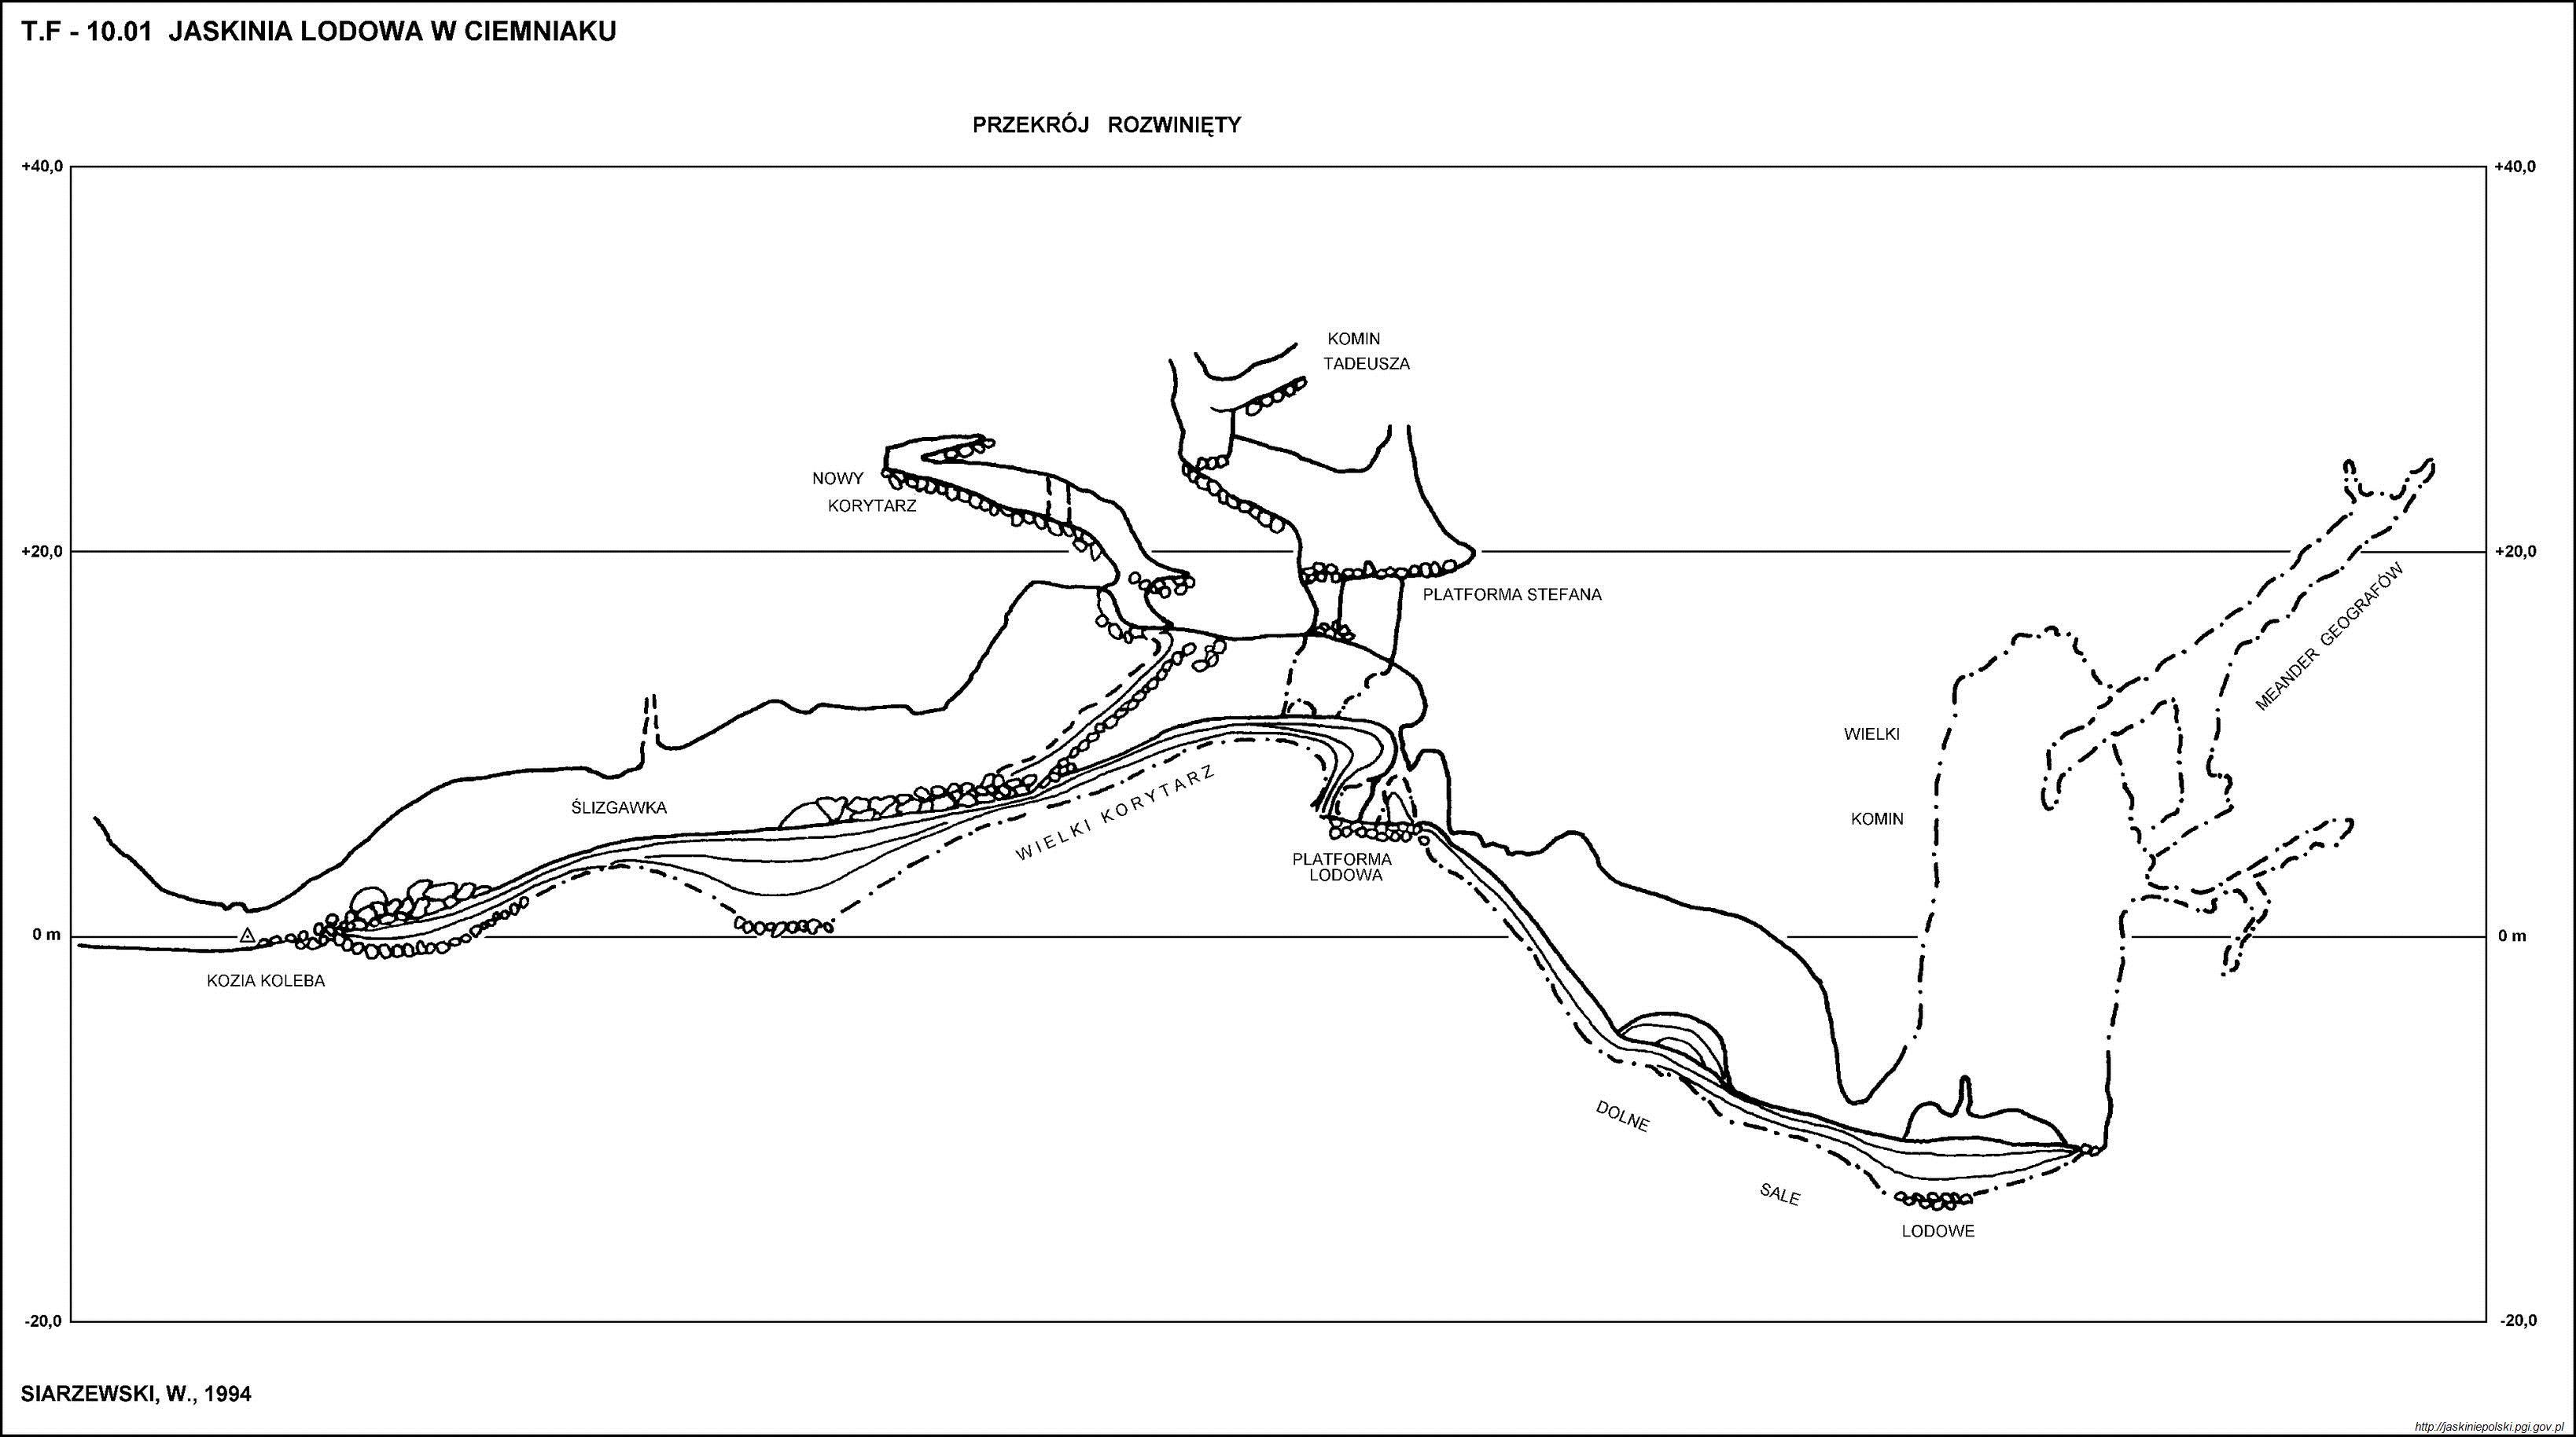 T.F - 10.01 JASKINIA LODOWA W CIEMNIAKU
PRZEKRÓJ ROZWINIĘTY
+40,0
+40,0
KOMIN
TADEUSZA
NOWY
KORYTARZ
+20,0
+20,0
PLATFORMA STEFANA
MEANDER GEOGRAFÓW
WIELKI
KOMIN
ŚLIZGAWKA
WIELKI KORYTARZ
PLATFORMA
LODOWA
0 m
0 m
KOZIA KOLEBA
DOLNE
SALE
LODOWE
-20,0
-20,0
SIARZEWSKI, W., 1994
http://jaskiniepolski.pgi.gov.pl